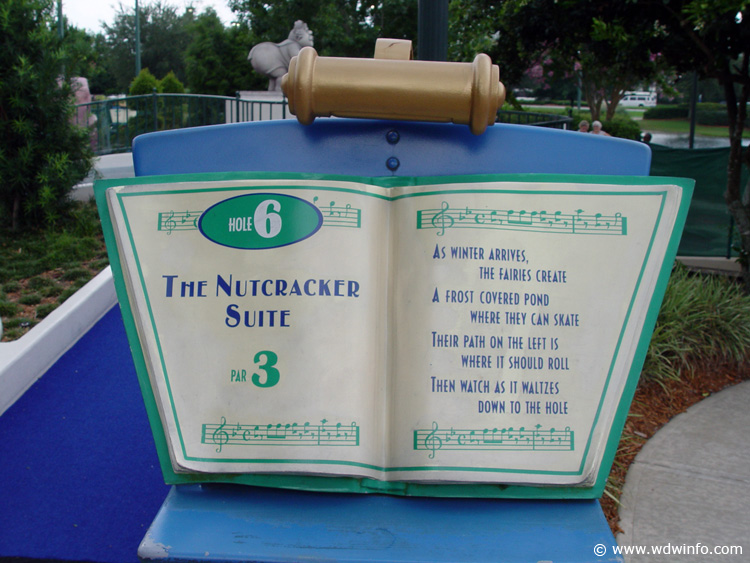 HOLE 6
THE NUTCRACKER
SUITE
PAR 3
AS WINTER ARRIVES,
THE FAIRIES CREATE
A FROST COVERED POND
WHERE THEY CAN SKATE
THEIR PATH ON THE LEFT IS
WHERE IT SHOULD ROLL
THEN WATCH AS IT WALTZES
DOWN TO THE HOLE
© www.wdwinfo.com